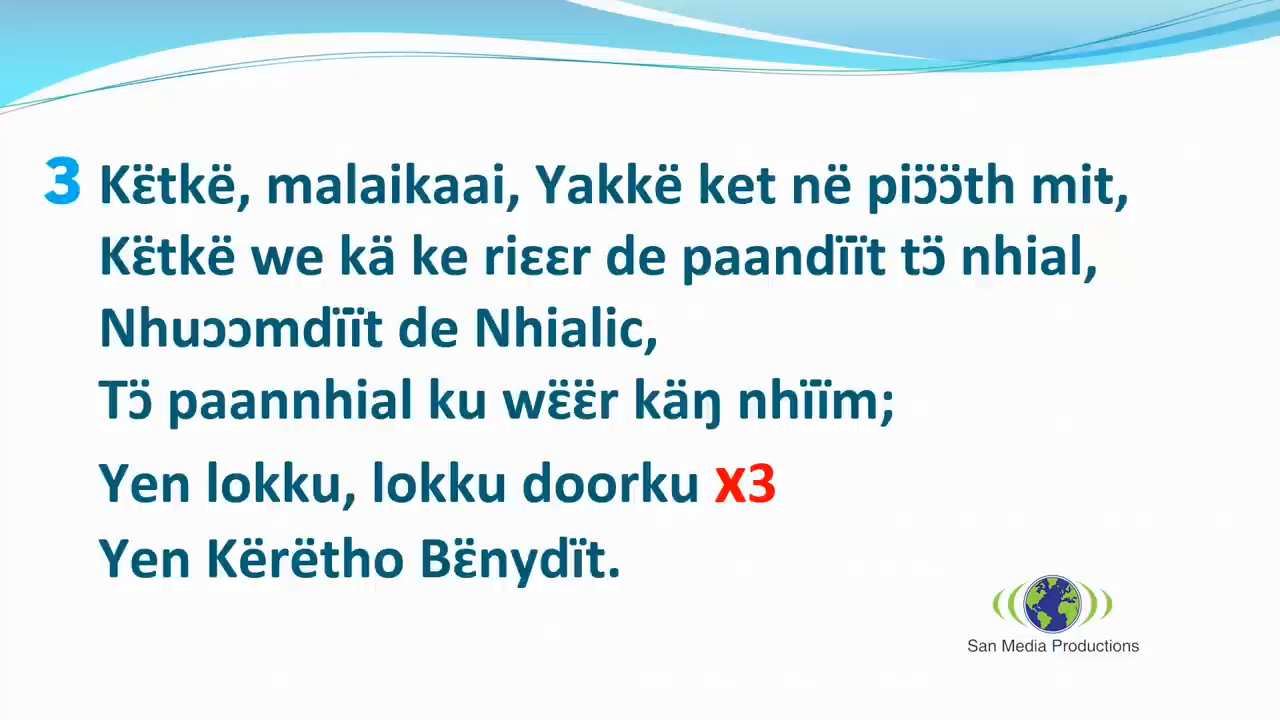 3 Kɛ̈tkë, malaikaai, Yakkë ket në piɔ̈ɔ̈th mit,
Kɛ̈tkë we kä ke riɛɛr de paandïït tɔ̈ nhial,
Nhuɔɔmdïït de Nhialic,
Tɔ̈ paannhial ku wɛ̈ɛ̈r käŋ nhïïm;
Yen lokku, lokku doorku X3
Yen Kërëtho Bɛ̈nydït.
San Media Productions